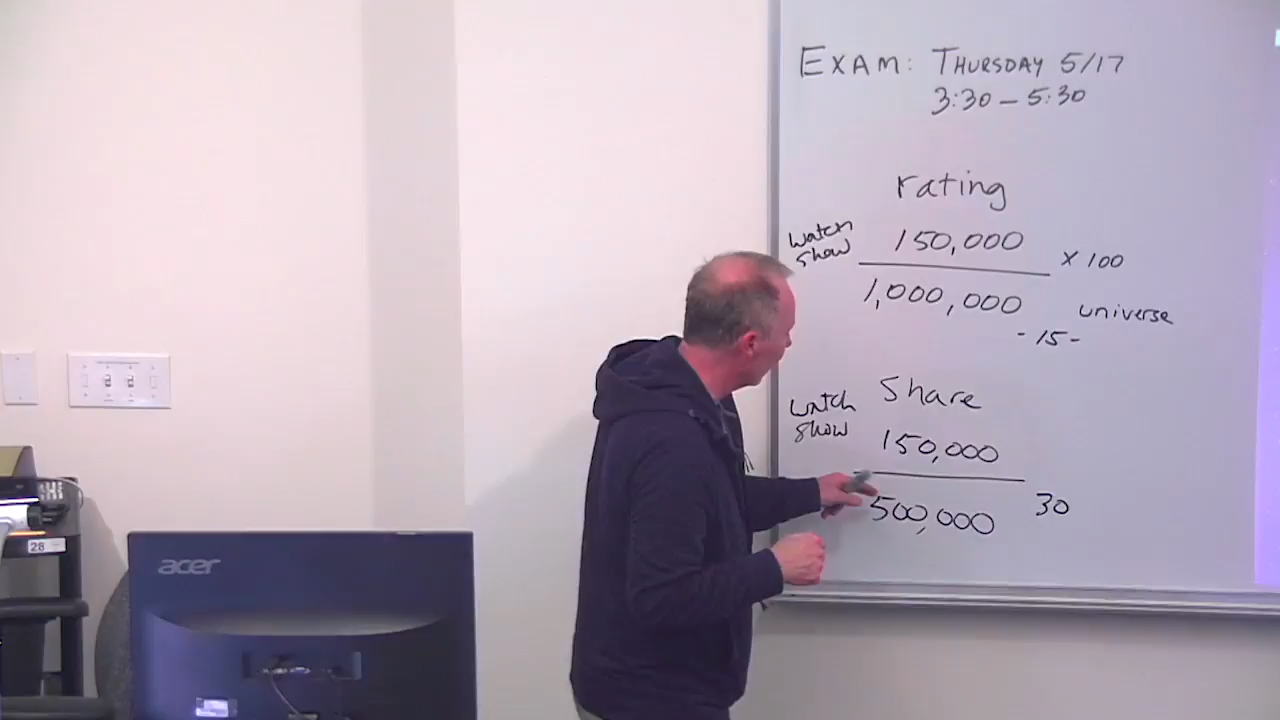 EXAM: THURSDAY 5/17
3:30 – 5:30
rating
watch
show
150,000
x 100
1,000,000
universe
- 15 -
Share
watch
show
150,000
500,000
30
28
acer